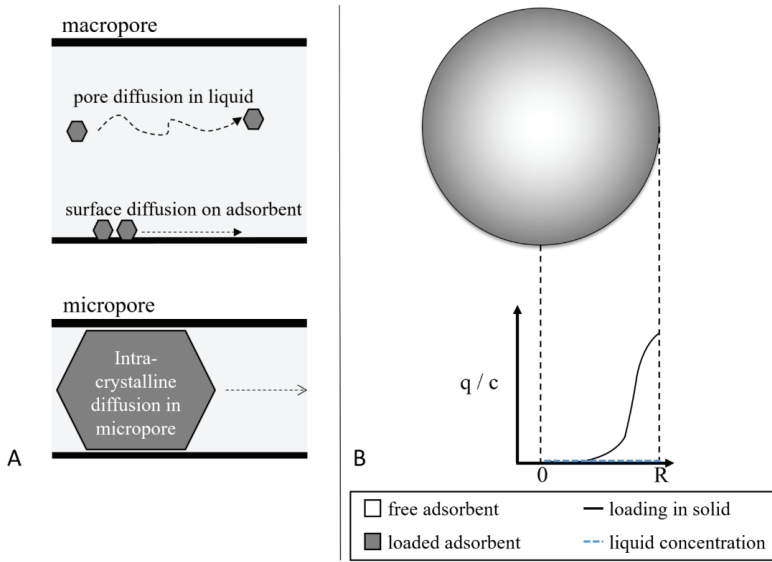 macropore
pore diffusion in liquid
surface diffusion on adsorbent
micropore
Intra-
crystalline
diffusion in
micropore
A
q / c
0
R
B
free adsorbent
loading in solid
loaded adsorbent
liquid concentration